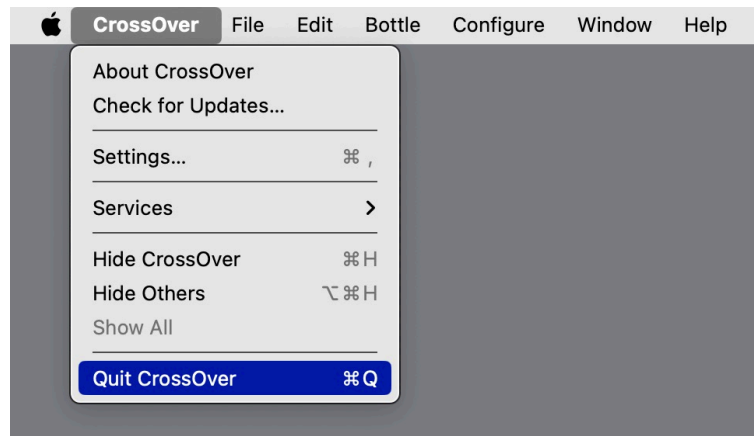 CrossOver File Edit Bottle Configure Window Help
About CrossOver
Check for Updates...
Settings... ⌘ ,
Services
Hide CrossOver ⌘H
Hide Others ⌥⌘H
Show All
Quit CrossOver ⌘Q